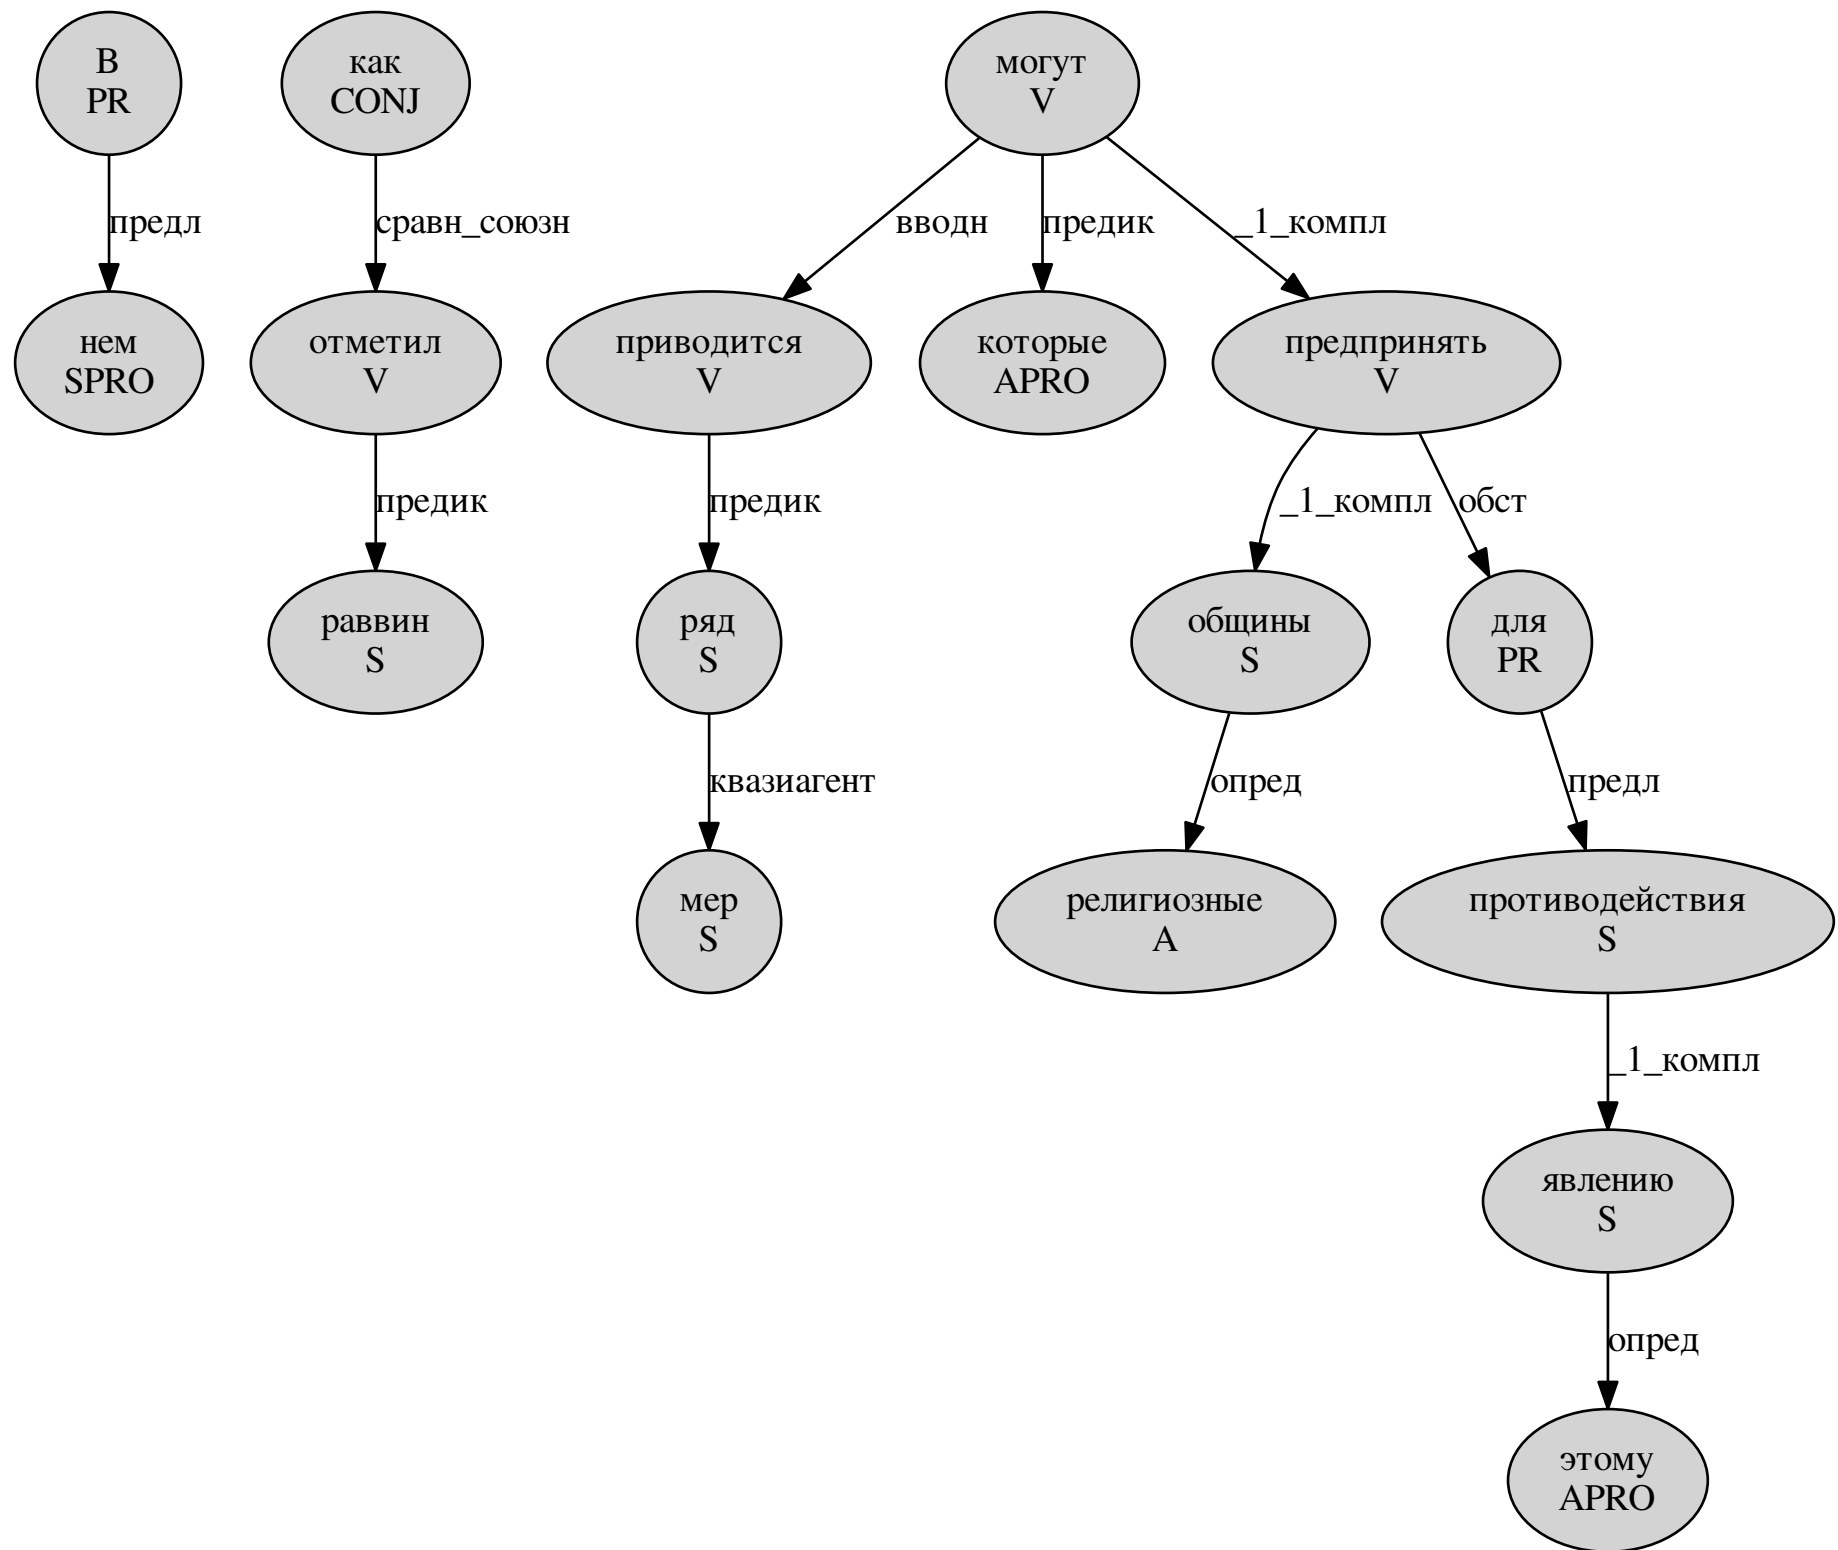 В
PR
как
CONJ
могут
V
предл
сравн_союзн
вводн
предик
_1_компл
нем
SPRO
отметил
V
приводится
V
которые
APRO
предпринять
V
предик
предик
_1_компл
обст
раввин
S
ряд
S
общины
S
для
PR
квазиагент
опред
предл
мер
S
религиозные
A
противодействия
S
_1_компл
явлению
S
опред
этому
APRO